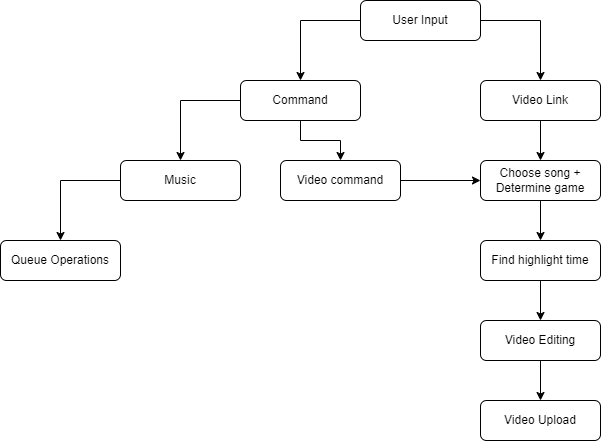 User Input
Command
Video Link
Music
Video command
Choose song +
Determine game
Queue Operations
Find highlight time
Video Editing
Video Upload